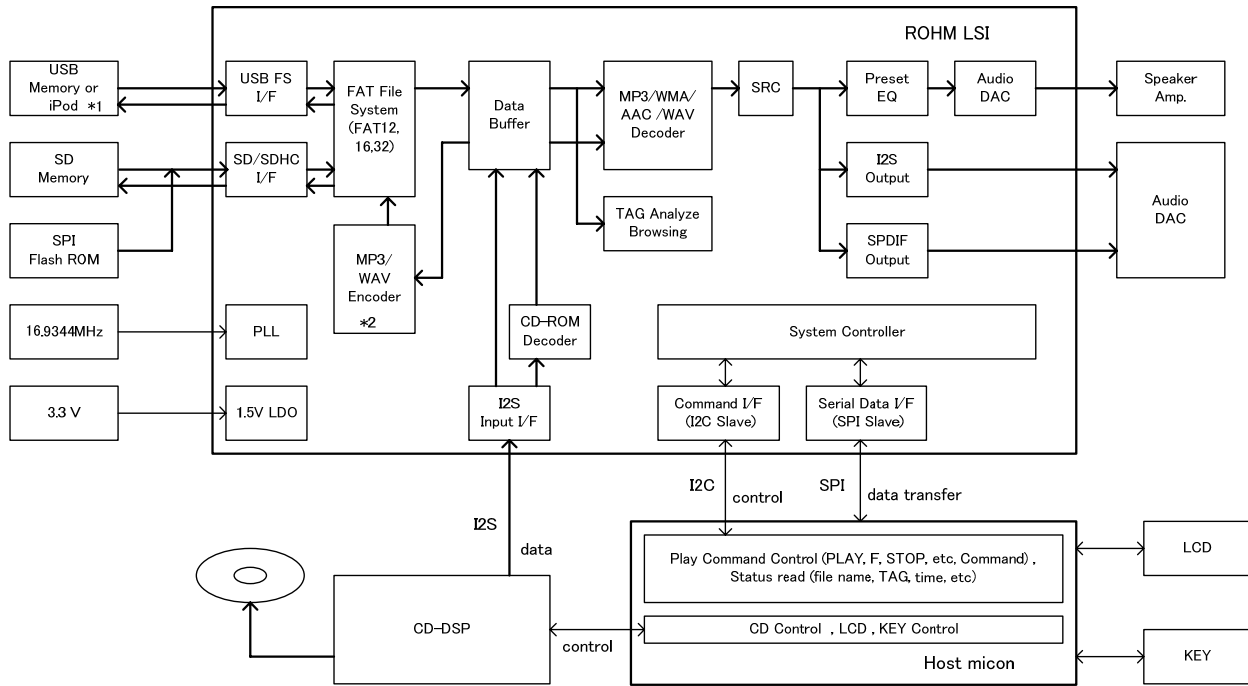 ROHM LSI
USB
Memory or
iPod *1
USB FS
I/F
FAT File
System
(FAT12,
16,32)
Data
Buffer
MP3/WMA/
AAC /WAV
Decoder
SRC
Preset
EQ
Audio
DAC
Speaker
Amp.
SD
Memory
SD/SDHC
I/F
I2S
Output
Audio
DAC
SPI
Flash ROM
MP3/
WAV
Encoder
*2
TAG Analyze
Browsing
SPDIF
Output
16.9344MHz
PLL
CD-ROM
Decoder
System Controller
3.3 V
1.5V LDO
I2S
Input I/F
Command I/F
(I2C Slave)
Serial Data I/F
(SPI Slave)
I2C
control
SPI
data transfer
I2S
data
Play Command Control (PLAY, F, STOP, etc, Command) ,
Status read (file name, TAG, time, etc)
LCD
CD-DSP
control
CD Control , LCD , KEY Control
Host micon
KEY